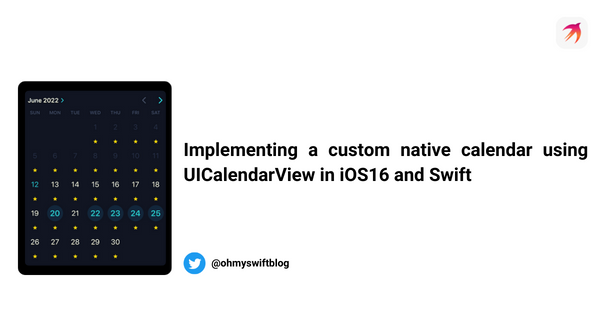 June 2022 >
SUN MON TUE WED THU FRI SAT
1 2 3 4
5 6 7 8 9 10 11
12 13 14 15 16 17 18
19 20 21 22 23 24 25
26 27 28 29 30
Implementing a custom native calendar using
UICalendarView in iOS16 and Swift
@ohmyswiftblog